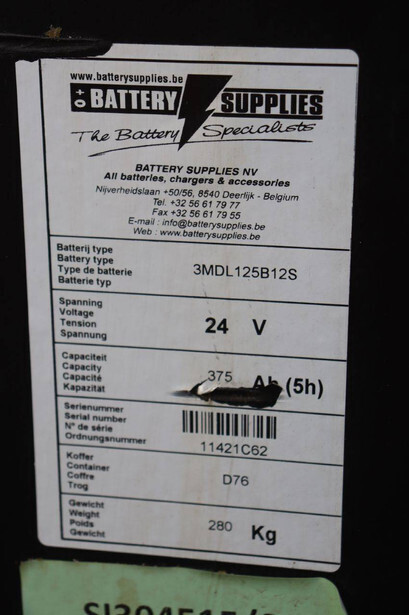 www.batterysupplies.be
BATTERY SUPPLIES
The Battery Specialists
BATTERY SUPPLIES NV
All batteries, chargers & accessories
Nijverheidslaan +50/56, 8540 Deerlijk - Belgium
Tel. +32 56 61 79 77
Fax +32 56 61 79 55
E-mail : info@batterysupplies.be
Web : www.batterysupplies.be
Batterij type
Battery type
Type de batterie
Batterie typ
3MDL125B12S
Spanning
Voltage
Tension
Spannung
24 V
Capaciteit
Capacity
Capacité
Kapazität
375 Ah (5h)
Serienummer
Serial number
N° de série
Ordnungsnummer
11421C62
Koffer
Container
Coffre
Trog
D76
Gewicht
Weight
Poids
Gewicht
280 Kg